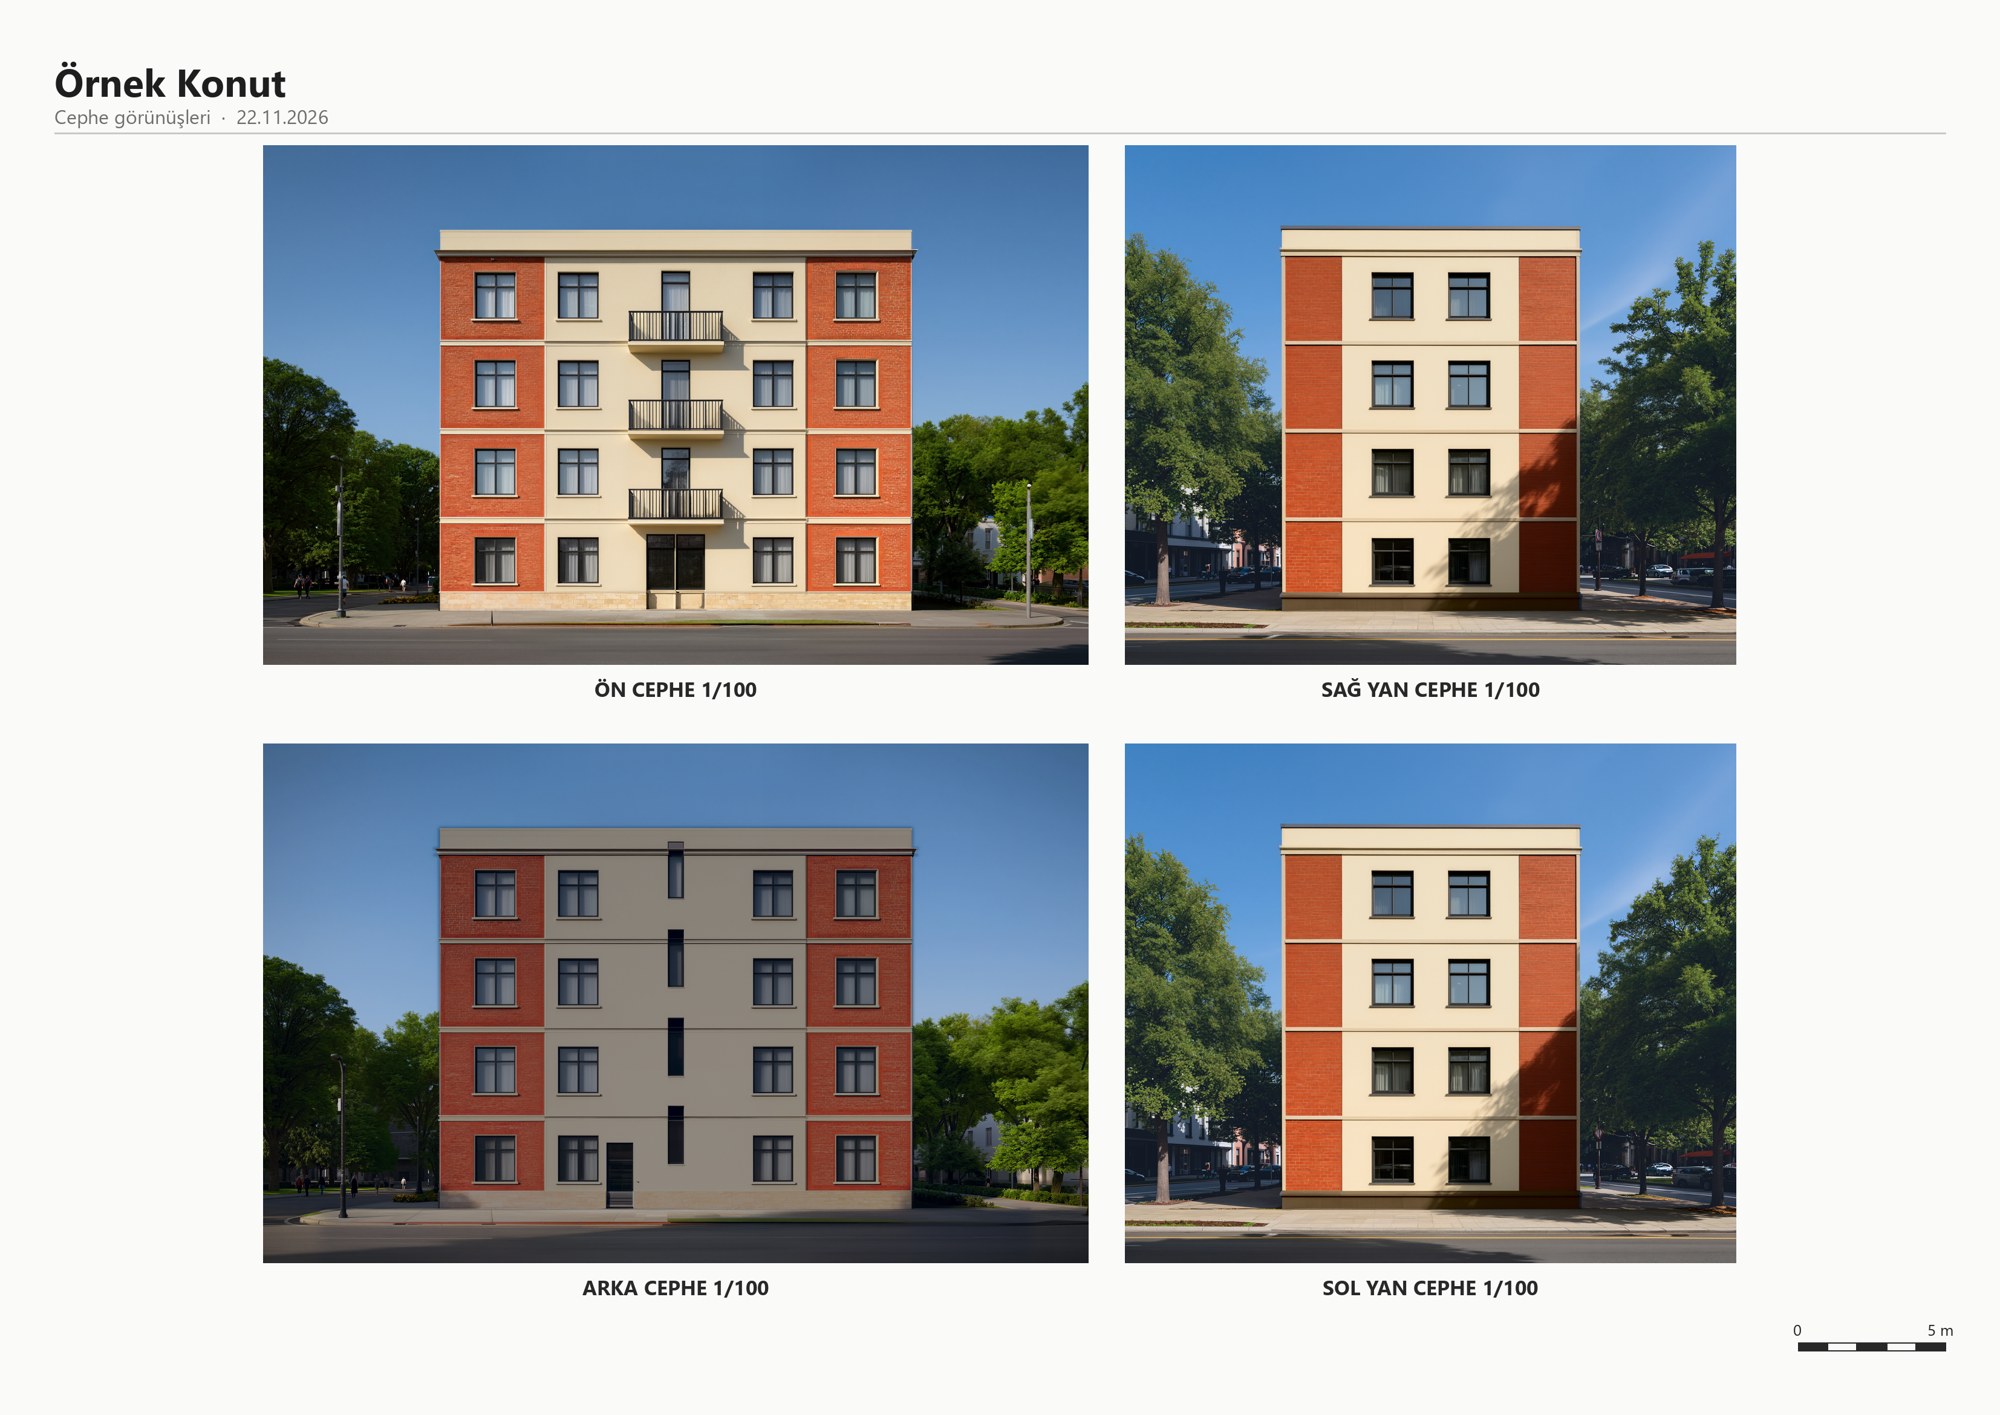 Örnek Konut
Cephe görünüşleri · 22.11.2026
ÖN CEPHE 1/100
SAĞ YAN CEPHE 1/100
ARKA CEPHE 1/100
SOL YAN CEPHE 1/100
0 5 m